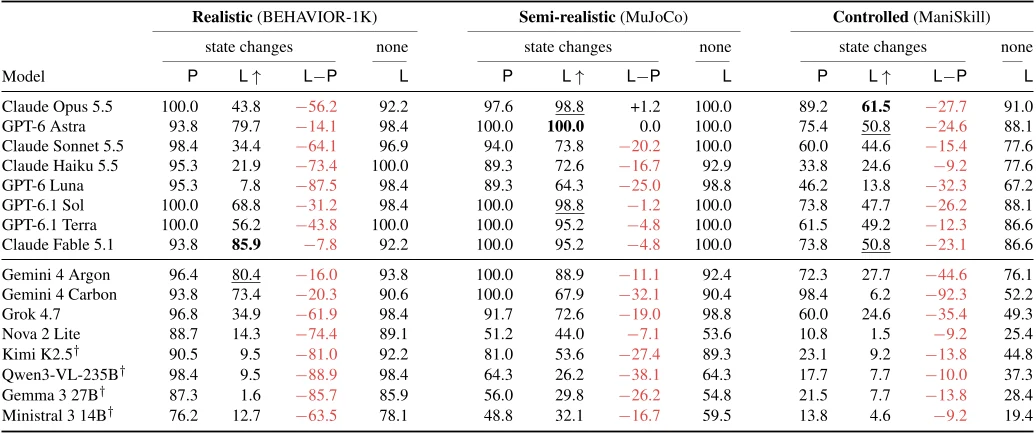 Realistic (BEHAVIOR-1K) Semi-realistic (MuJoCo) Controlled (ManiSkill)
state changes none state changes none state changes none
Model P L ↑ L−P L P L ↑ L−P L P L ↑ L−P L
Claude Opus 5.5 100.0 43.8 −56.2 92.2 97.6 98.8 +1.2 100.0 89.2 61.5 −27.7 91.0
GPT-6 Astra 93.8 79.7 −14.1 98.4 100.0 100.0 0.0 100.0 75.4 50.8 −24.6 88.1
Claude Sonnet 5.5 98.4 34.4 −64.1 96.9 94.0 73.8 −20.2 100.0 60.0 44.6 −15.4 77.6
Claude Haiku 5.5 95.3 21.9 −73.4 100.0 89.3 72.6 −16.7 92.9 33.8 24.6 −9.2 77.6
GPT-6 Luna 95.3 7.8 −87.5 98.4 89.3 64.3 −25.0 98.8 46.2 13.8 −32.3 67.2
GPT-6.1 Sol 100.0 68.8 −31.2 98.4 100.0 98.8 −1.2 100.0 73.8 47.7 −26.2 88.1
GPT-6.1 Terra 100.0 56.2 −43.8 100.0 100.0 95.2 −4.8 100.0 61.5 49.2 −12.3 86.6
Claude Fable 5.1 93.8 85.9 −7.8 92.2 100.0 95.2 −4.8 100.0 73.8 50.8 −23.1 86.6
Gemini 4 Argon 96.4 80.4 −16.0 93.8 100.0 88.9 −11.1 92.4 72.3 27.7 −44.6 76.1
Gemini 4 Carbon 93.8 73.4 −20.3 90.6 100.0 67.9 −32.1 90.4 98.4 6.2 −92.3 52.2
Grok 4.7 96.8 34.9 −61.9 98.4 91.7 72.6 −19.0 98.8 60.0 24.6 −35.4 49.3
Nova 2 Lite 88.7 14.3 −74.4 89.1 51.2 44.0 −7.1 53.6 10.8 1.5 −9.2 25.4
Kimi K2.5† 90.5 9.5 −81.0 92.2 81.0 53.6 −27.4 89.3 23.1 9.2 −13.8 44.8
Qwen3-VL-235B† 98.4 9.5 −88.9 98.4 64.3 26.2 −38.1 64.3 17.7 7.7 −10.0 37.3
Gemma 3 27B† 87.3 1.6 −85.7 85.9 56.0 29.8 −26.2 54.8 21.5 7.7 −13.8 28.4
Ministral 3 14B† 76.2 12.7 −63.5 78.1 48.8 32.1 −16.7 59.5 13.8 4.6 −9.2 19.4